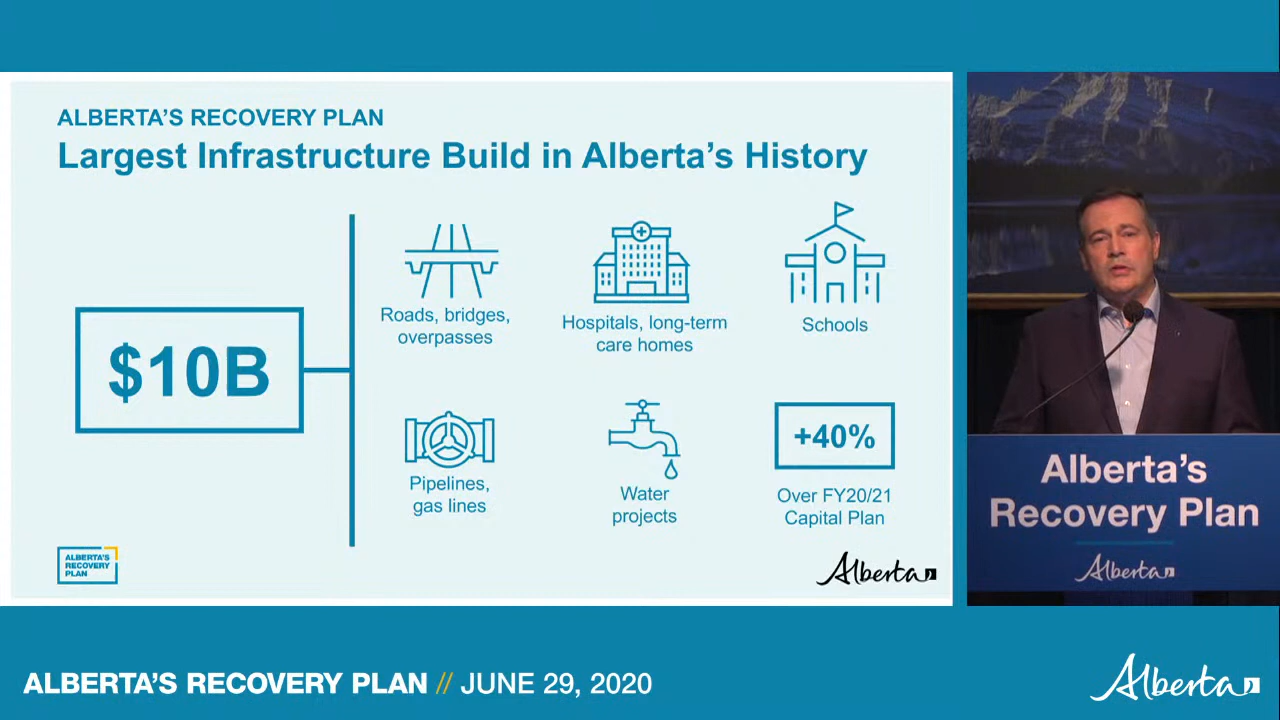 ALBERTA'S RECOVERY PLAN
Largest Infrastructure Build in Alberta's History
$10B
Roads, bridges,
overpasses
Hospitals, long-term
care homes
Schools
Pipelines,
gas lines
Water
projects
+40%
Over FY20/21
Capital Plan
ALBERTA'S
RECOVERY
PLAN
Alberta
Alberta's
Recovery Plan
Alberta
ALBERTA'S RECOVERY PLAN // JUNE 29, 2020
Alberta